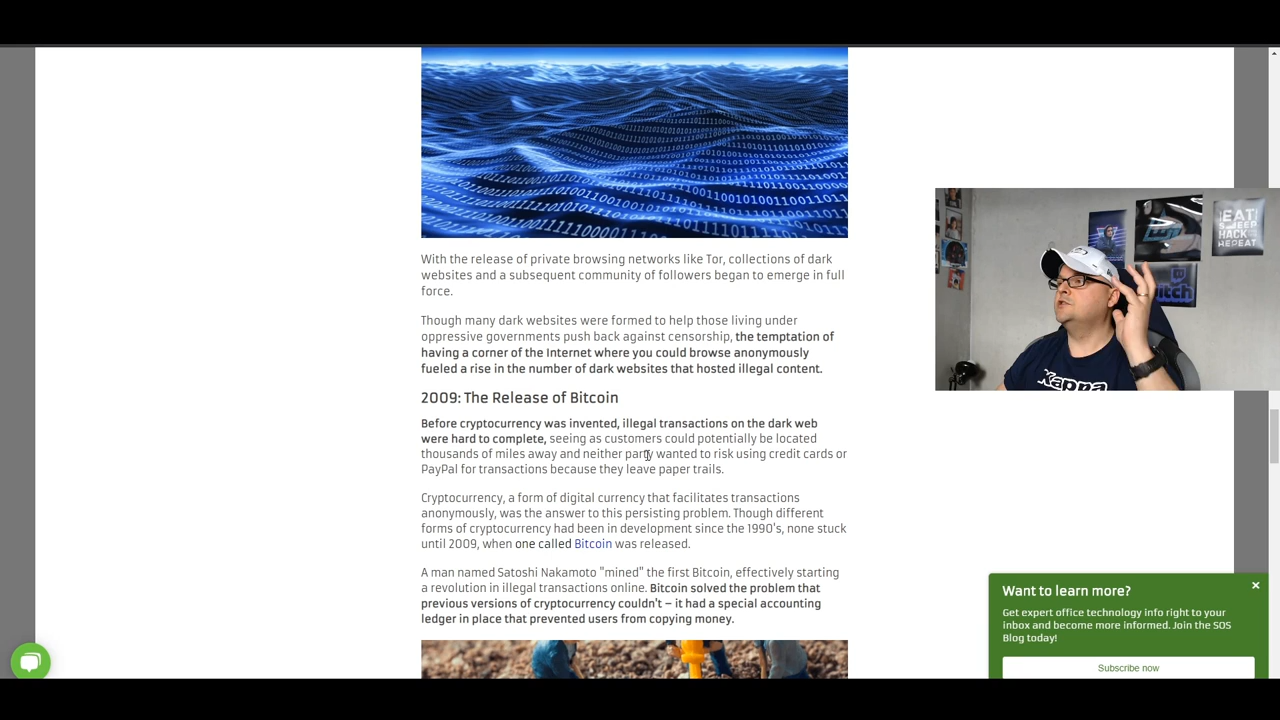 With the release of private browsing networks like Tor, collections of dark
websites and a subsequent community of followers began to emerge in full
force.
Though many dark websites were formed to help those living under
oppressive governments push back against censorship, the temptation of
having a corner of the Internet where you could browse anonymously
fueled a rise in the number of dark websites that hosted illegal content.
2009: The Release of Bitcoin
Before cryptocurrency was invented, illegal transactions on the dark web
were hard to complete, seeing as customers could potentially be located
thousands of miles away and neither party wanted to risk using credit cards or
PayPal for transactions because they leave paper trails.
Cryptocurrency, a form of digital currency that facilitates transactions
anonymously, was the answer to this persisting problem. Though different
forms of cryptocurrency had been in development since the 1990's, none stuck
until 2009, when one called Bitcoin was released.
A man named Satoshi Nakamoto "mined" the first Bitcoin, effectively starting
a revolution in illegal transactions online. Bitcoin solved the problem that
previous versions of cryptocurrency couldn't – it had a special accounting
ledger in place that prevented users from copying money.
EAT
SLEEP
HACK
REPEAT
Kappa
Want to learn more?
Get expert office technology info right to your
inbox and become more informed. Join the SOS
Blog today!
Subscribe now